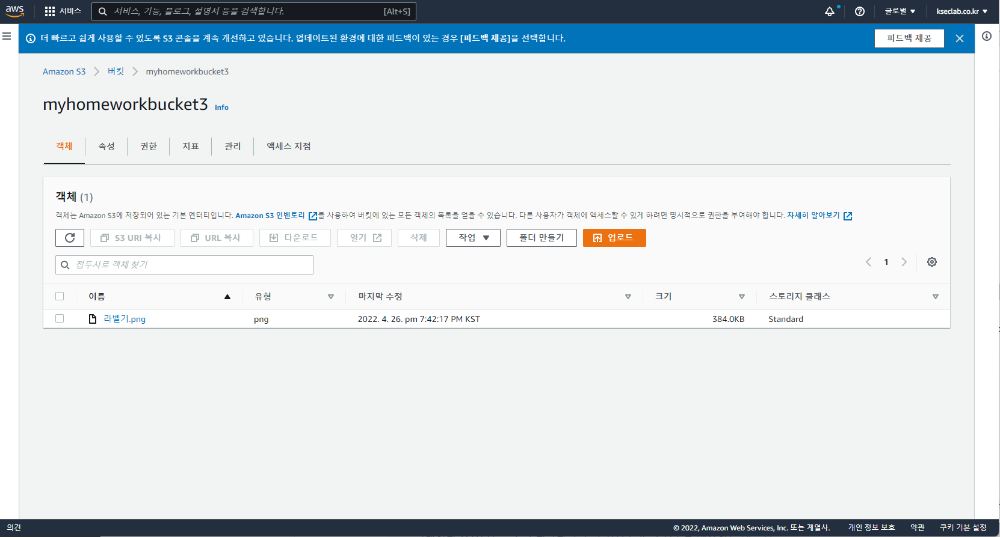 aws 서비스 서비스, 기능, 블로그, 설명서 등을 검색합니다. [Alt+S] 글로벌 kseclab.co.kr
더 빠르고 쉽게 사용할 수 있도록 S3 콘솔을 계속 개선하고 있습니다. 업데이트된 환경에 대한 피드백이 있는 경우 [피드백 제공]을 선택합니다. 피드백 제공
Amazon S3 버킷 myhomeworkbucket3
myhomeworkbucket3 Info
객체 속성 권한 지표 관리 액세스 지점
객체 (1)
객체는 Amazon S3에 저장되어 있는 기본 엔터티입니다. Amazon S3 인벤토리 를 사용하여 버킷에 있는 모든 객체의 목록을 얻을 수 있습니다. 다른 사용자가 객체에 액세스할 수 있게 하려면 명시적으로 권한을 부여해야 합니다. 자세히 알아보기
S3 URI 복사 URL 복사 다운로드 열기 삭제 작업 폴더 만들기 업로드
접두사로 객체 찾기 1
이름 유형 마지막 수정 크기 스토리지 클래스
라벨기.png png 2022. 4. 26. pm 7:42:17 PM KST 384.0KB Standard
의견 © 2022, Amazon Web Services, Inc. 또는 계열사. 개인 정보 보호 약관 쿠키 기본 설정